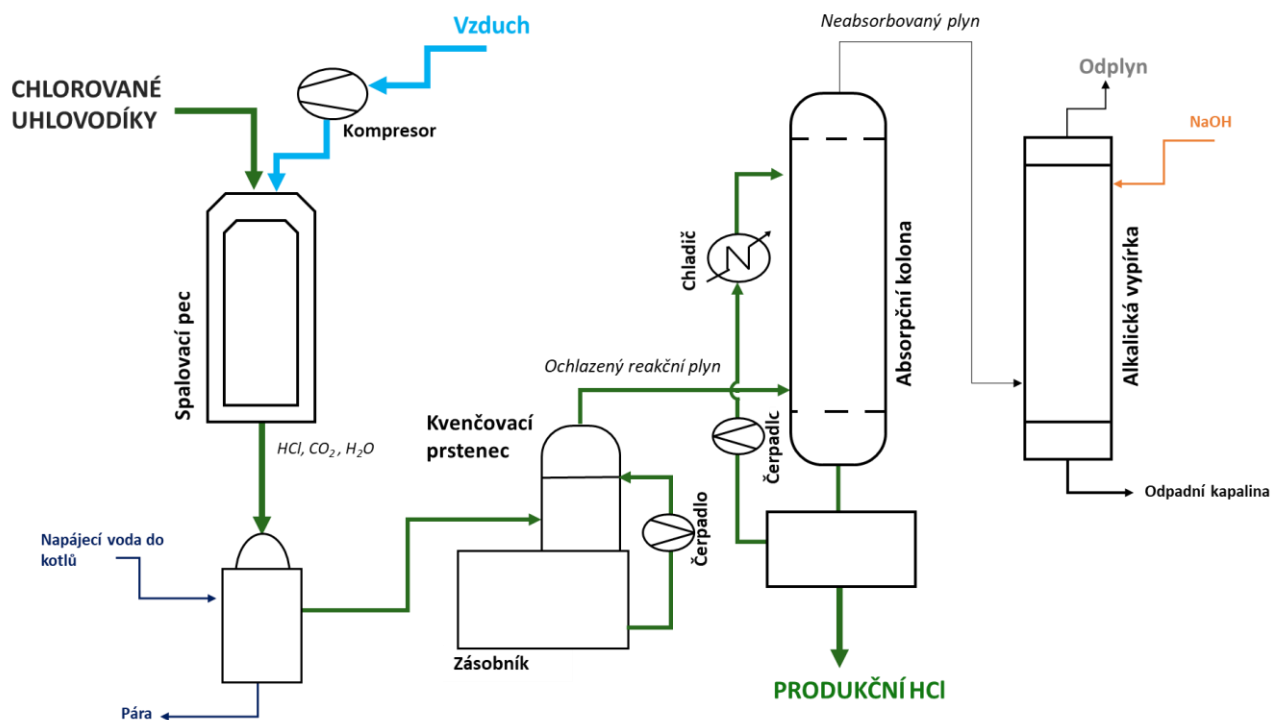 Neabsorbovaný plyn
Vzduch
Odplyn
CHLOROVANÉ
UHLOVODÍKY
NaOH
Kompresor
Chladič
Absorpční kolona
Alkalická vypírka
Spalovací pec
Ochlazený reakční plyn
Kvenčovací
prstenec
HCl, CO₂ , H₂O
Čerpadlc
Odpadní kapalina
Napájecí voda do
kotlů
Čerpadlo
Zásobník
PRODUKČNÍ HCl
Pára